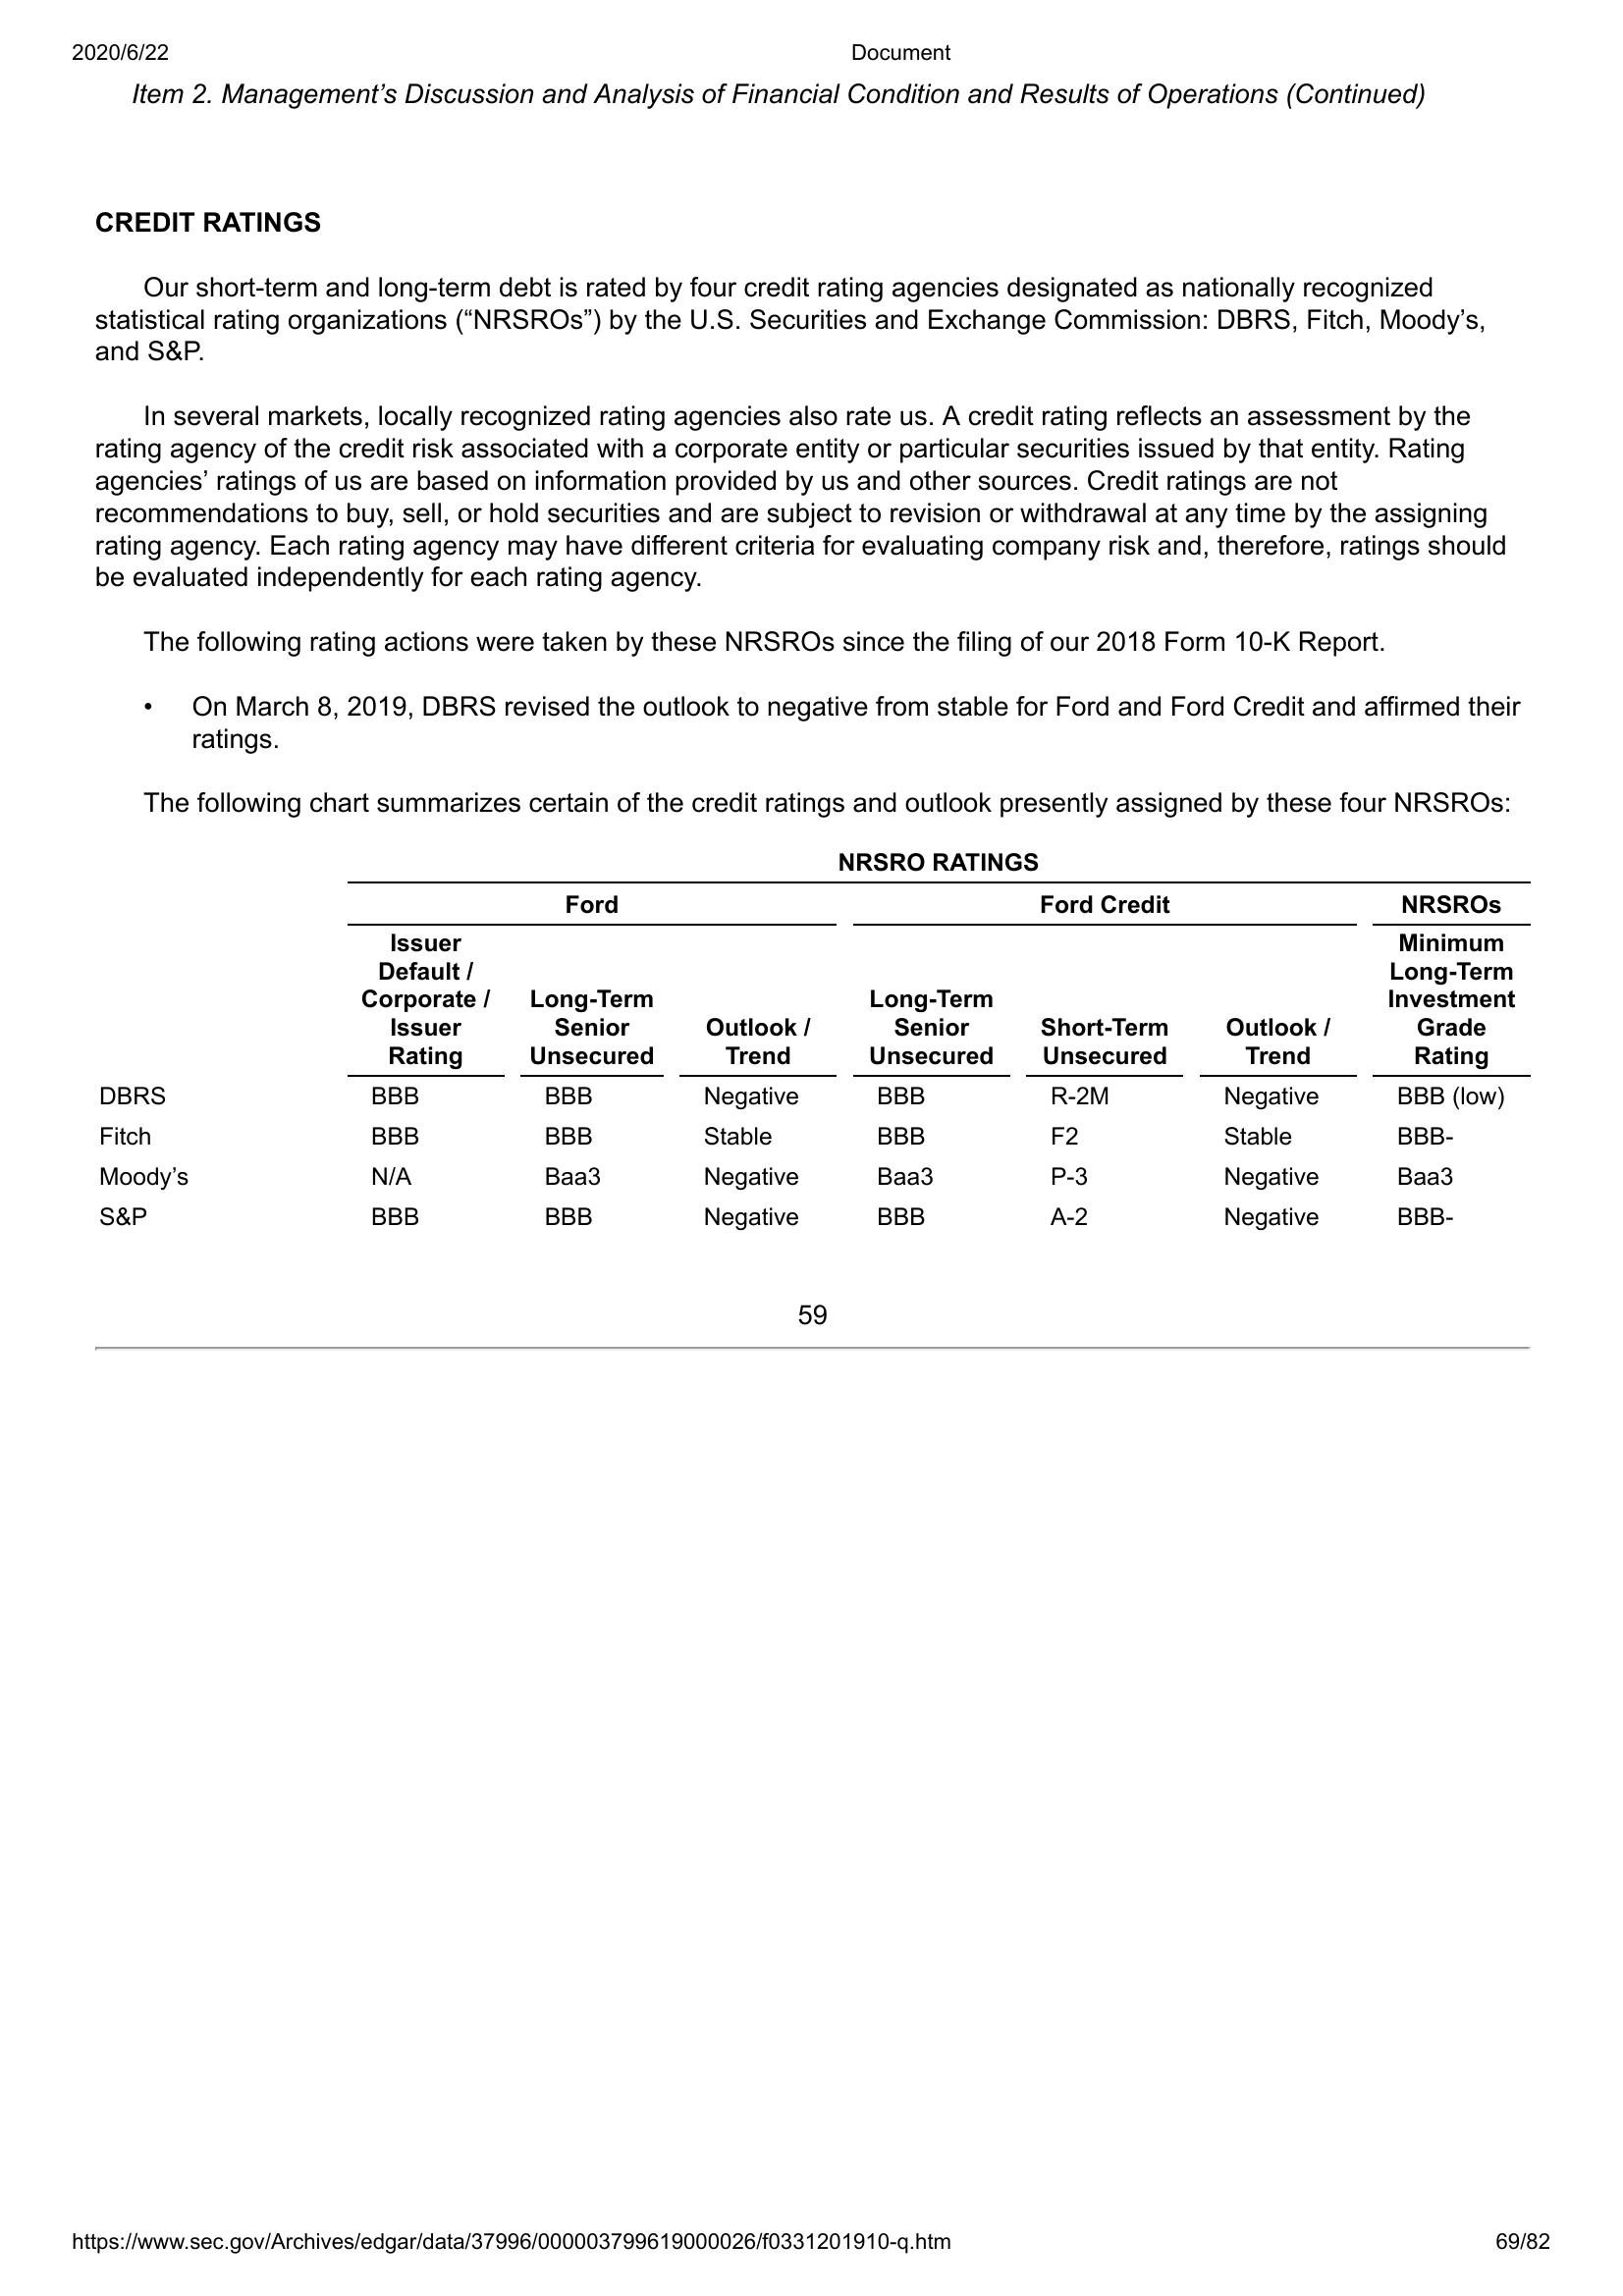 2020/6/22 Document
Item 2. Management’s Discussion and Analysis of Financial Condition and Results of Operations (Continued)
CREDIT RATINGS
Our short-term and long-term debt is rated by four credit rating agencies designated as nationally recognized
statistical rating organizations (“NRSROs”) by the U.S. Securities and Exchange Commission: DBRS, Fitch, Moody’s,
and S&P.
In several markets, locally recognized rating agencies also rate us. A credit rating reflects an assessment by the
rating agency of the credit risk associated with a corporate entity or particular securities issued by that entity. Rating
agencies’ ratings of us are based on information provided by us and other sources. Credit ratings are not
recommendations to buy, sell, or hold securities and are subject to revision or withdrawal at any time by the assigning
rating agency. Each rating agency may have different criteria for evaluating company risk and, therefore, ratings should
be evaluated independently for each rating agency.
The following rating actions were taken by these NRSROs since the filing of our 2018 Form 10-K Report.
• On March 8, 2019, DBRS revised the outlook to negative from stable for Ford and Ford Credit and affirmed their
ratings.
The following chart summarizes certain of the credit ratings and outlook presently assigned by these four NRSROs:
NRSRO RATINGS
Ford Ford Credit NRSROs
Issuer Minimum
Default / Long-Term
Corporate / Long-Term Long-Term Investment
Issuer Senior Outlook / Senior Short-Term Outlook / Grade
Rating Unsecured Trend Unsecured Unsecured Trend Rating
DBRS BBB BBB Negative BBB R-2M Negative BBB (low)
Fitch BBB BBB Stable BBB F2 Stable BBB-
Moody’s N/A Baa3 Negative Baa3 P-3 Negative Baa3
S&P BBB BBB Negative BBB A-2 Negative BBB-
59
https://www.sec.gov/Archives/edgar/data/37996/000003799619000026/f0331201910-q.htm 69/82